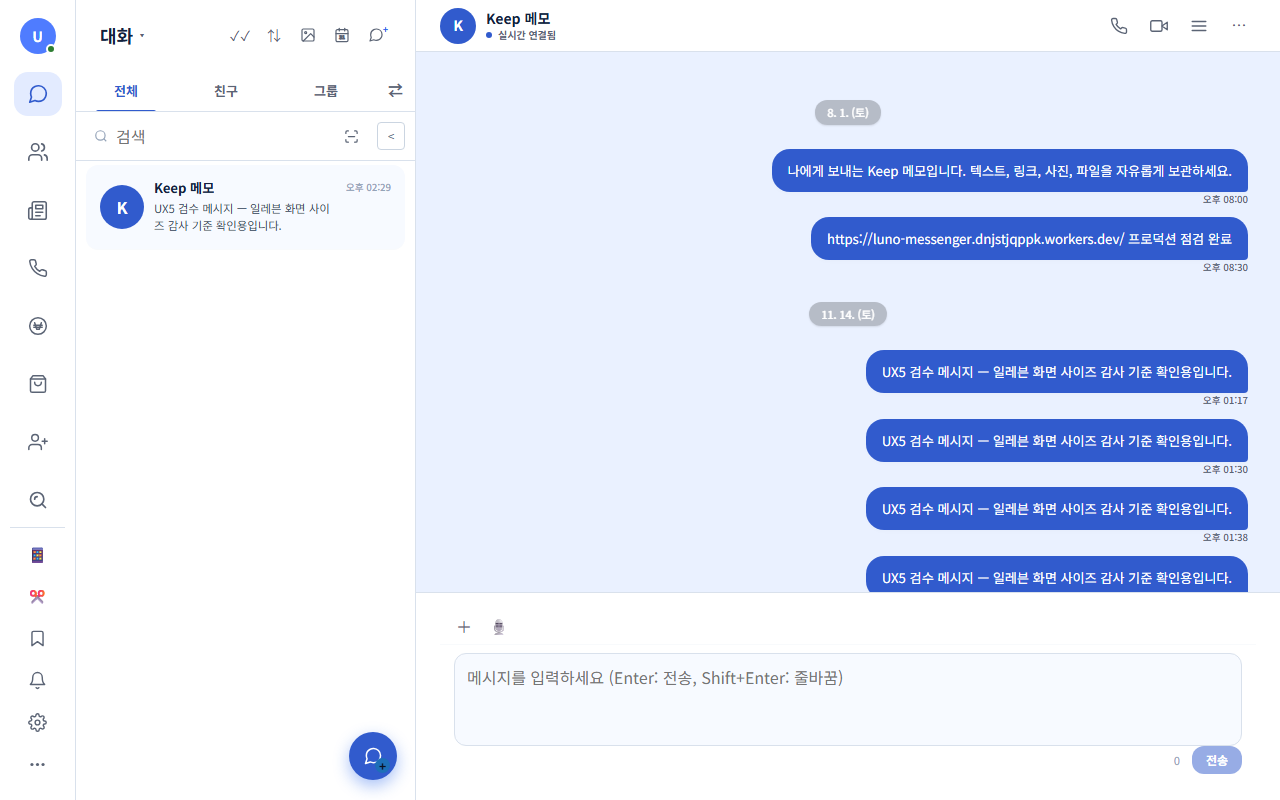 U
대화
전체
친구
그룹
검색
<
K
Keep 메모
오후 02:29
UX5 검수 메시지 — 일레븐 화면 사이
즈 감사 기준 확인용입니다.
K
Keep 메모
실시간 연결됨
8. 1. (토)
나에게 보내는 Keep 메모입니다. 텍스트, 링크, 사진, 파일을 자유롭게 보관하세요.
오후 08:00
https://luno-messenger.dnjstjqppk.workers.dev/ 프로덕션 점검 완료
오후 08:30
11. 14. (토)
UX5 검수 메시지 — 일레븐 화면 사이즈 감사 기준 확인용입니다.
오후 01:17
UX5 검수 메시지 — 일레븐 화면 사이즈 감사 기준 확인용입니다.
오후 01:30
UX5 검수 메시지 — 일레븐 화면 사이즈 감사 기준 확인용입니다.
오후 01:38
UX5 검수 메시지 — 일레븐 화면 사이즈 감사 기준 확인용입니다.
메시지를 입력하세요 (Enter: 전송, Shift+Enter: 줄바꿈)
0
전송